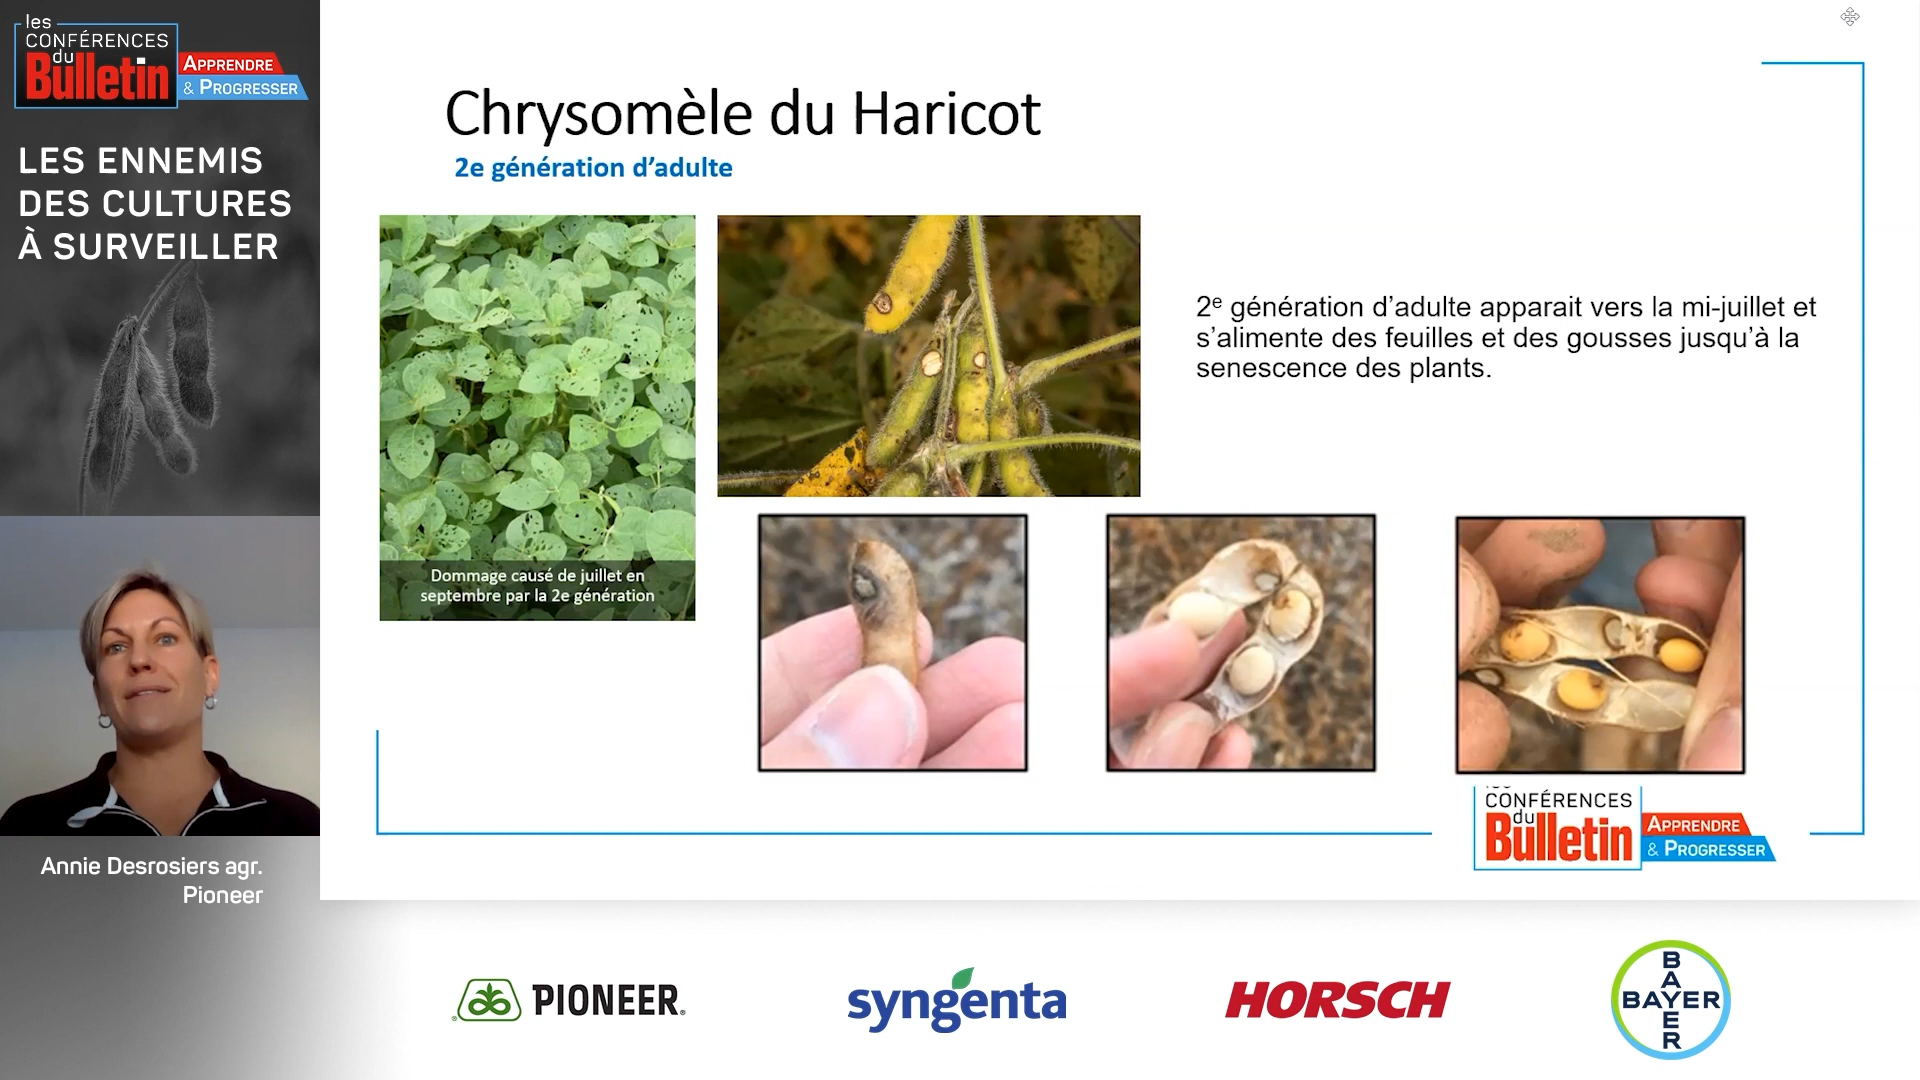 les
CONFÉRENCES
du
Bulletin
APPRENDRE
& PROGRESSER
LES ENNEMIS
DES CULTURES
À SURVEILLER
Annie Desrosiers agr.
Pioneer
Chrysomèle du Haricot
2e génération d'adulte
Dommage causé de juillet en
septembre par la 2e génération
2e génération d'adulte apparait vers la mi-juillet et
s'alimente des feuilles et des gousses jusqu'à la
senescence des plants.
CONFÉRENCES
du
Bulletin
APPRENDRE
& PROGRESSER
PIONEER
syngenta
HORSCH
BAYER
BAYER